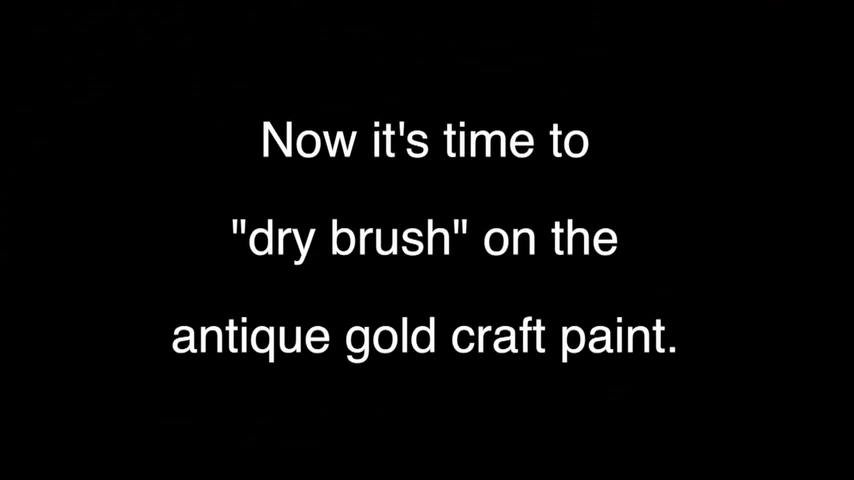 Now it's time to
"dry brush" on the
antique gold craft paint.